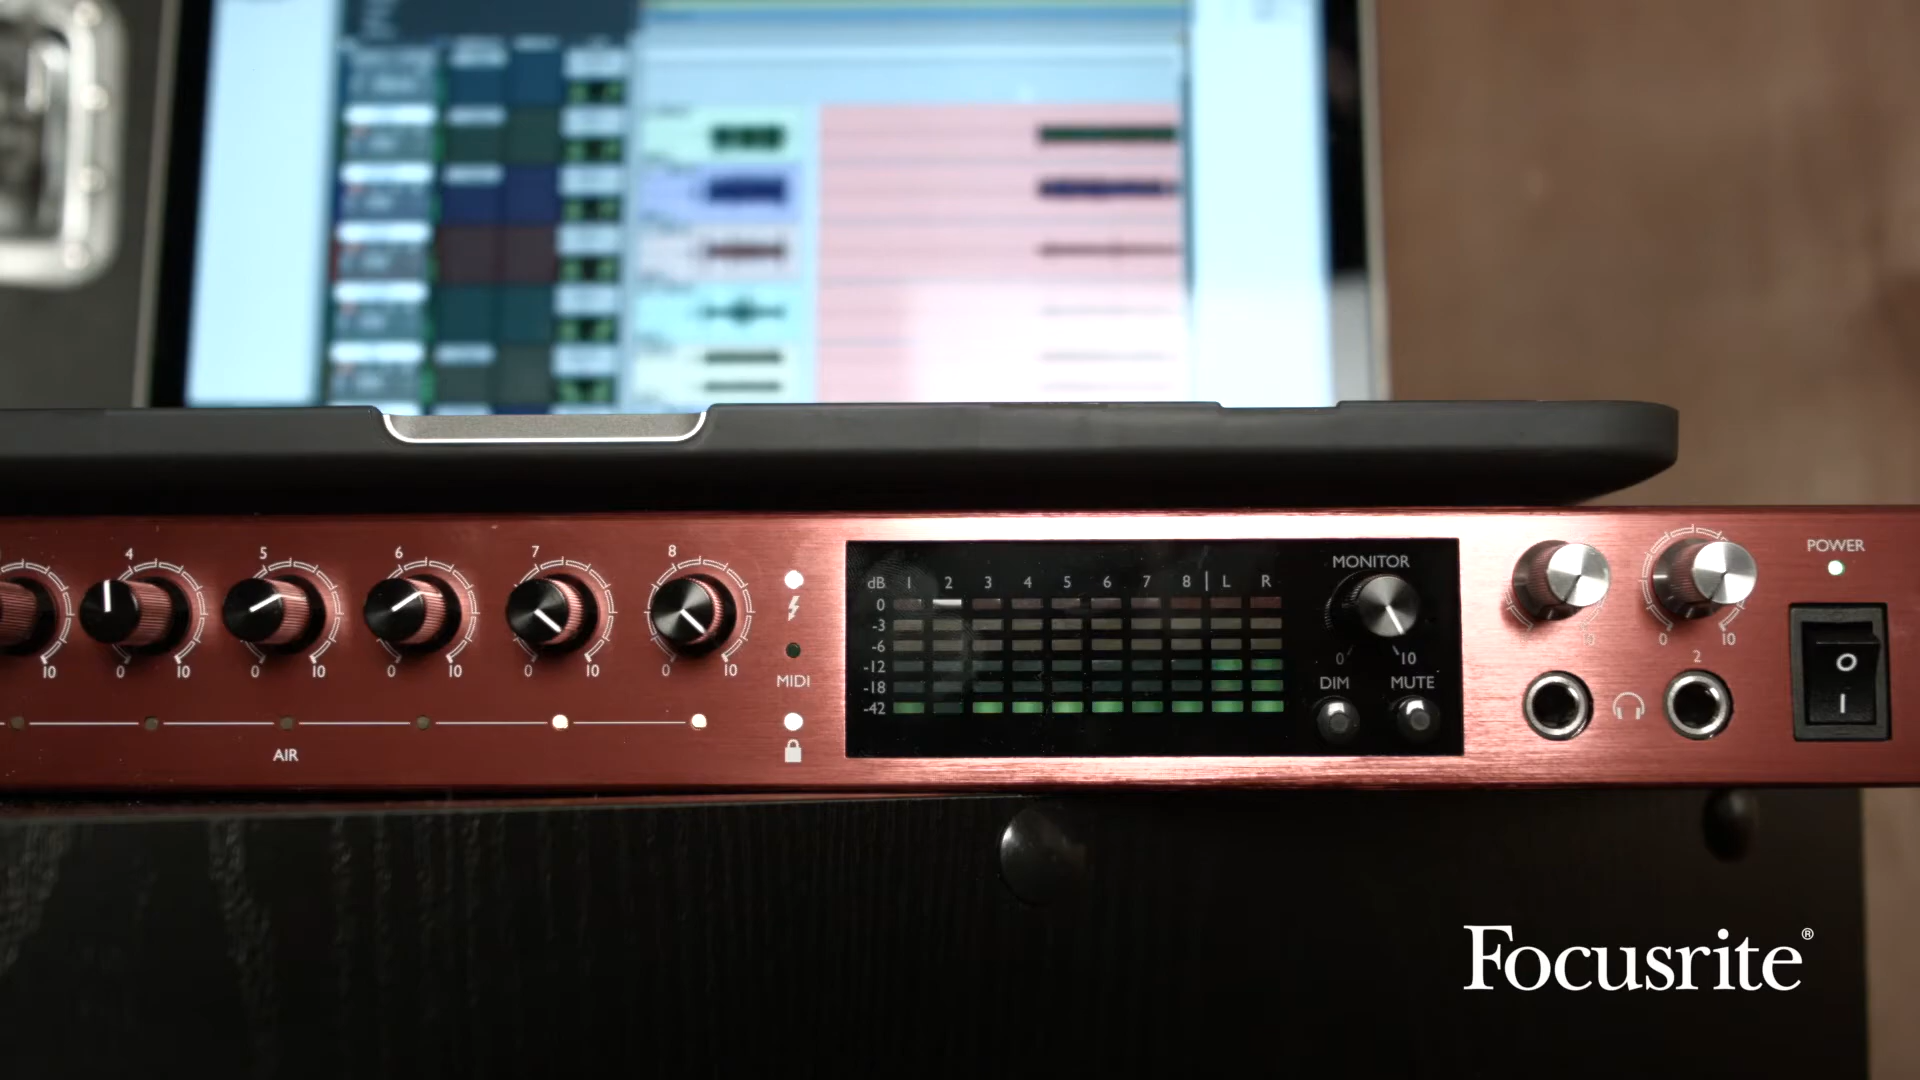 4 5 6 7 8
0 10 0 10 0 10 0 10 0 10
10
AIR
MIDI
dB 1 2 3 4 5 6 7 8 L R
0
-3
-6
-12
-18
-42
MONITOR
0 10
DIM MUTE
10
0 10
2
POWER
O
I
Focusrite®